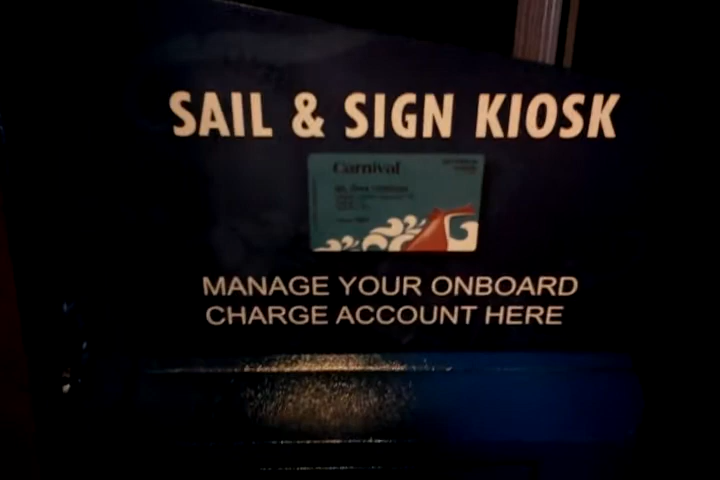 SAIL & SIGN KIOSK
Carnival
MANAGE YOUR ONBOARD
CHARGE ACCOUNT HERE